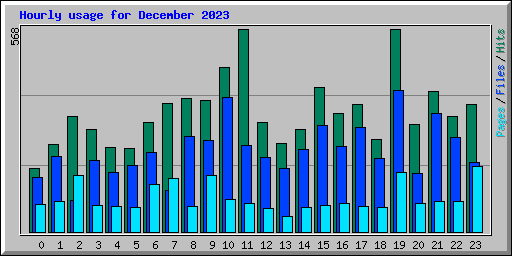 Hourly usage for December 2023
568
Pages / Files / Hits
0 1 2 3 4 5 6 7 8 9 10 11 12 13 14 15 16 17 18 19 20 21 22 23